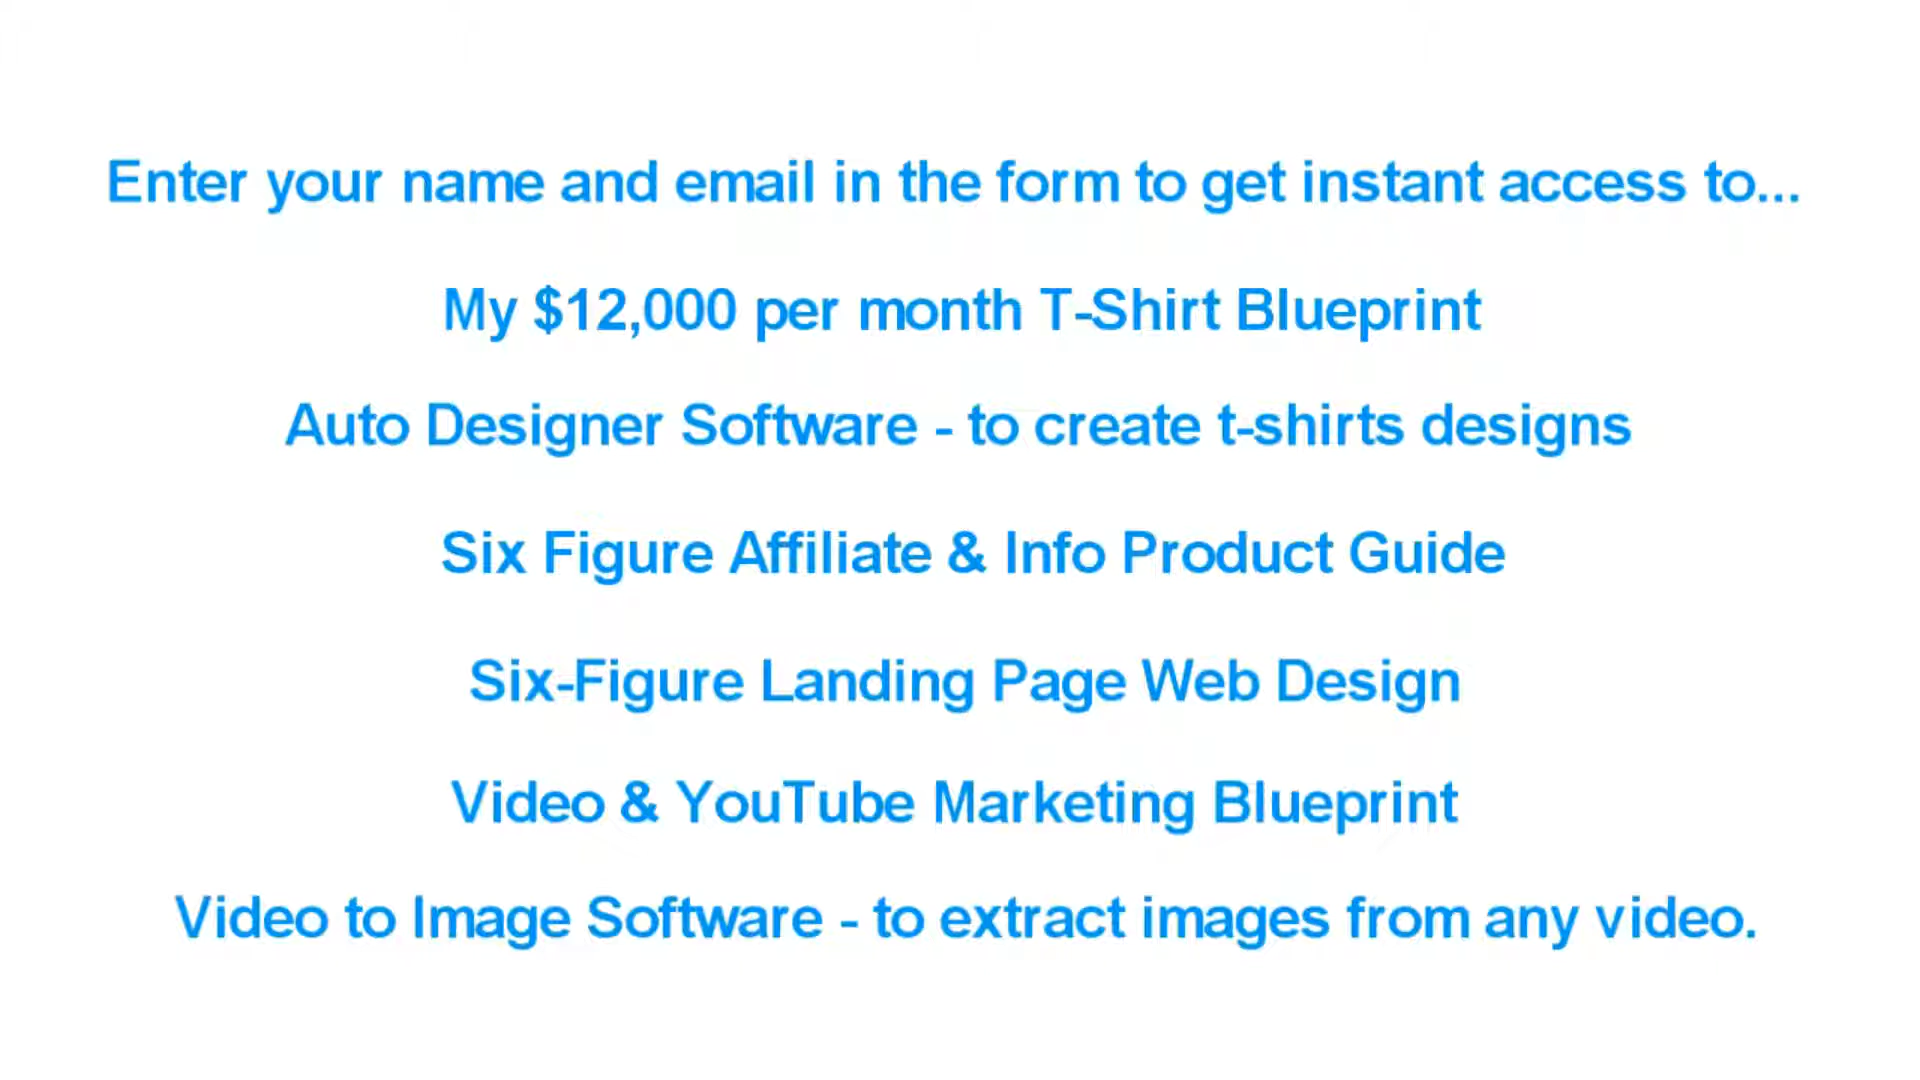 Enter your name and email in the form to get instant access to...
My $12,000 per month T-Shirt Blueprint
Auto Designer Software - to create t-shirts designs
Six Figure Affiliate & Info Product Guide
Six-Figure Landing Page Web Design
Video & YouTube Marketing Blueprint
Video to Image Software - to extract images from any video.